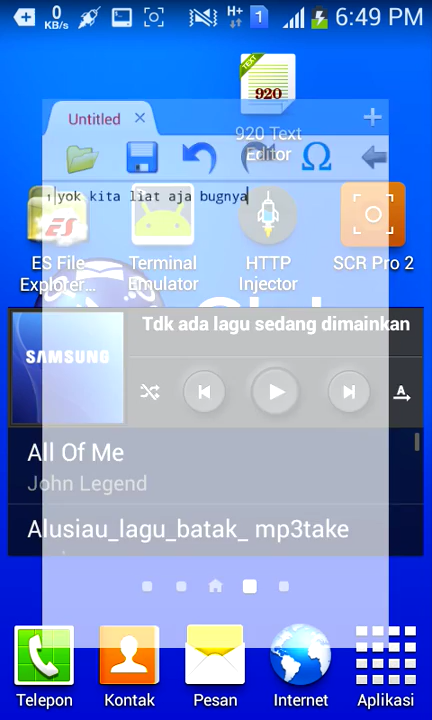 0
KB/s
H+
1
6:49 PM
TEXT
920
920 Text
Editor
Untitled
yok kita liat aja bugnya
ES
ES File
Explorer...
Terminal
Emulator
HTTP
Injector
SCR Pro 2
Tdk ada lagu sedang dimainkan
SAMSUNG
A
All Of Me
John Legend
Alusiau_lagu_batak_ mp3take
Telepon
Kontak
Pesan
Internet
Aplikasi